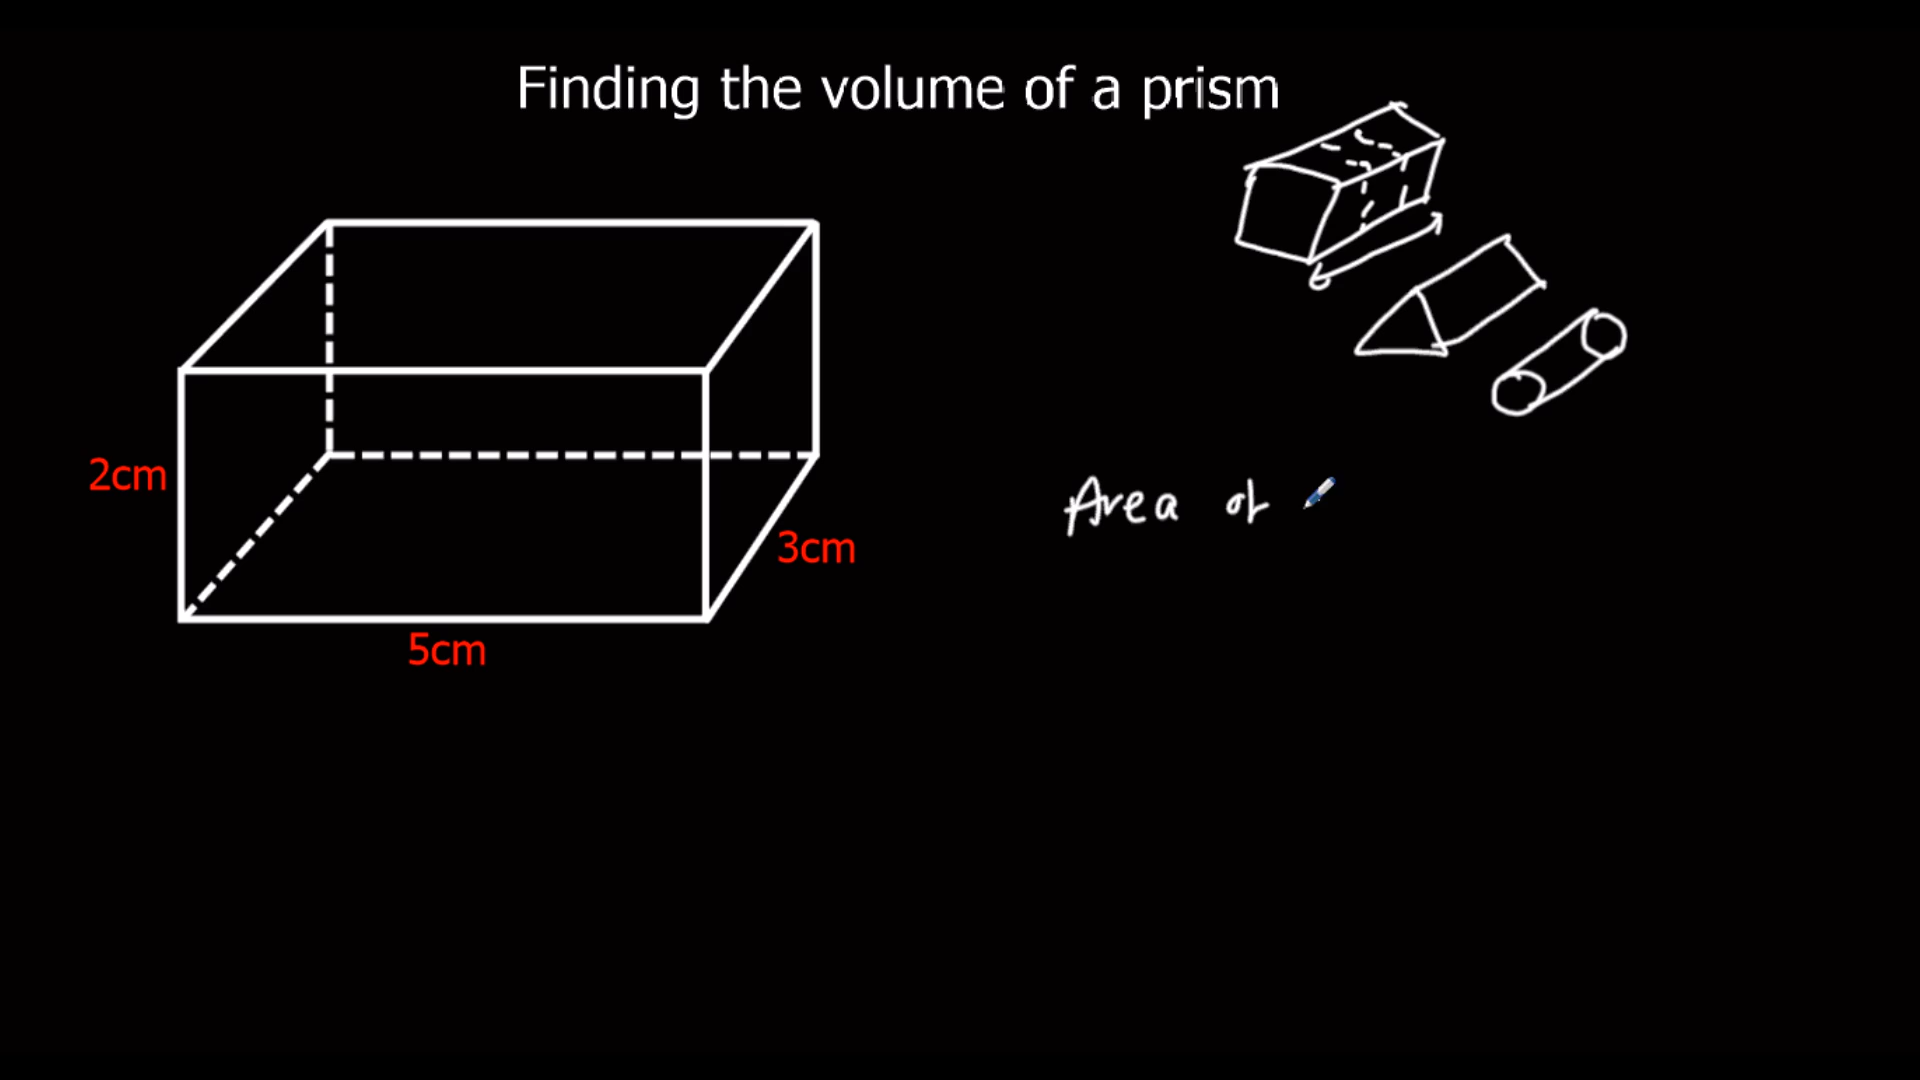 Finding the volume of a prism
2cm
3cm
5cm
Area of